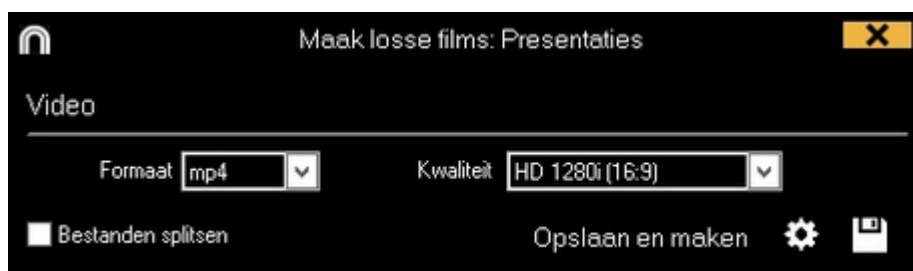 Maak losse films: Presentaties
Video
Formaat mp4 Kwaliteit HD 1280i (16:9)
Bestanden splitsen Opslaan en maken